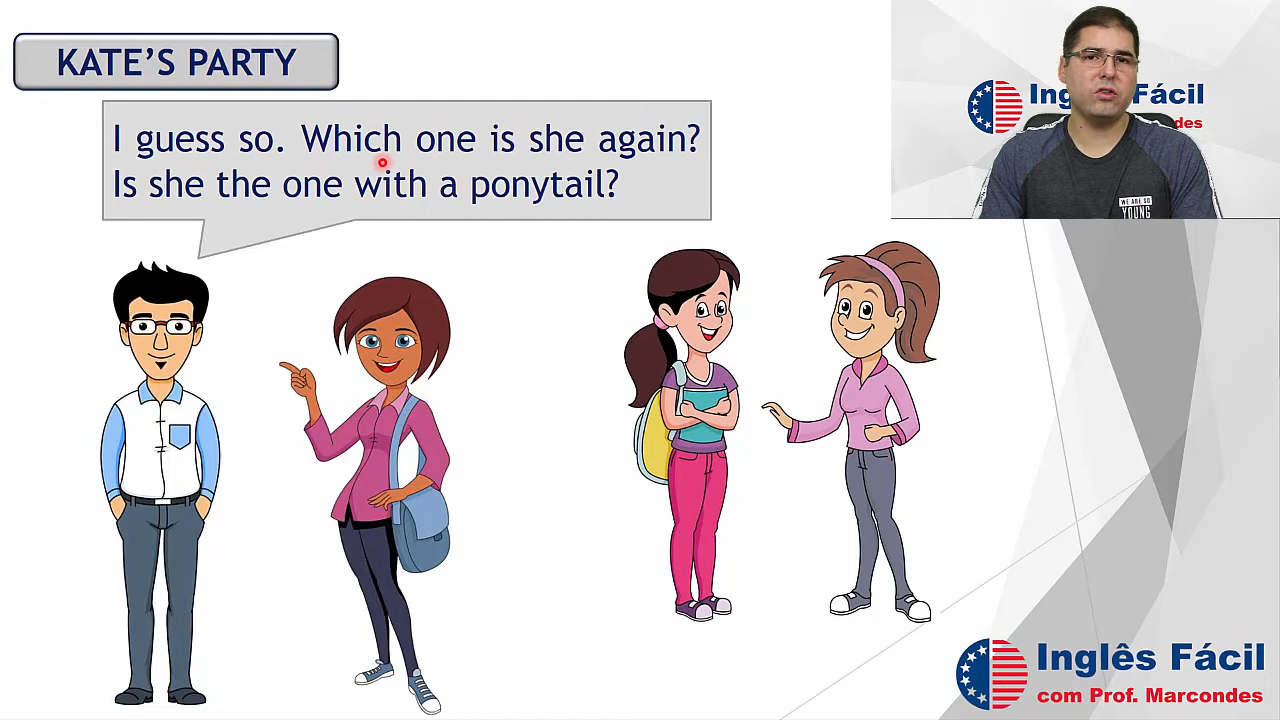 KATE'S PARTY
I guess so. Which one is she again?
Is she the one with a ponytail?
Fácil
des
WE ARE SO
YOUNG
Inglês Fácil
com Prof. Marcondes